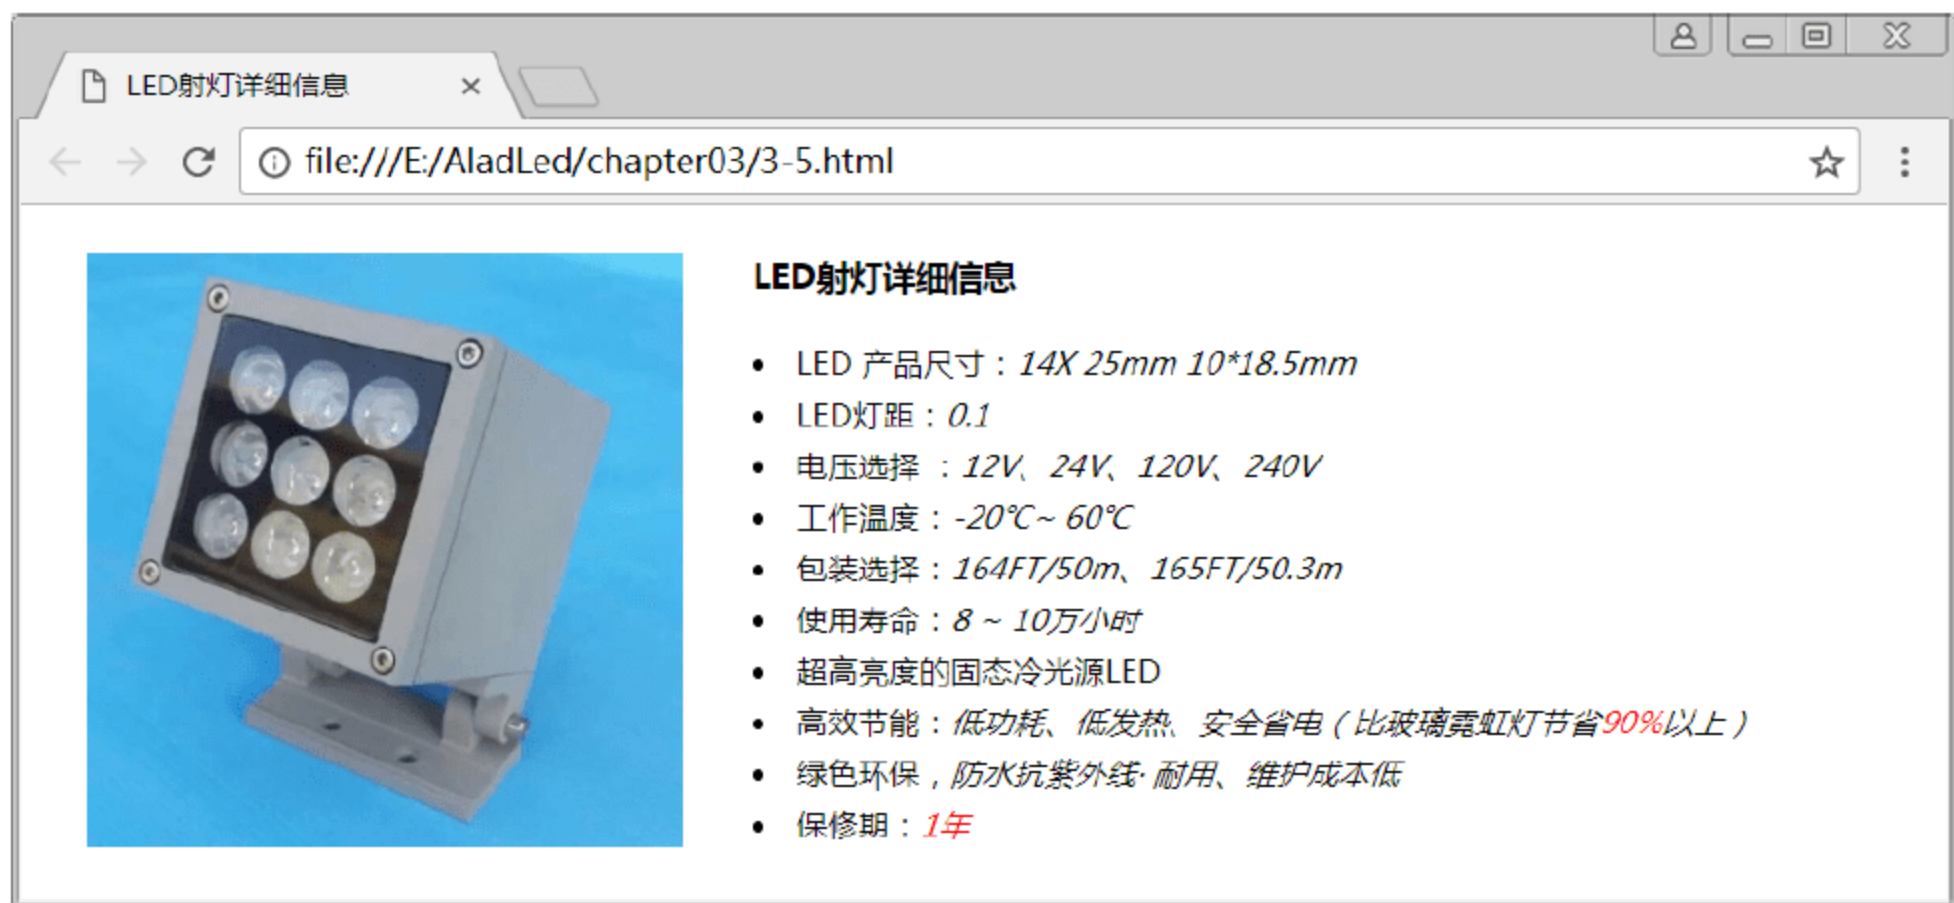 LED射灯详细信息
file:///E:/AladLed/chapter03/3-5.html
LED射灯详细信息
LED 产品尺寸：14X 25mm 10*18.5mm
LED灯距：0.1
电压选择 ：12V、24V、120V、240V
工作温度：-20℃~ 60℃
包装选择：164FT/50m、165FT/50.3m
使用寿命：8 ~ 10万小时
超高亮度的固态冷光源LED
高效节能：低功耗、低发热、安全省电（比玻璃霓虹灯节省90%以上）
绿色环保，防水抗紫外线· 耐用、维护成本低
保修期：1年